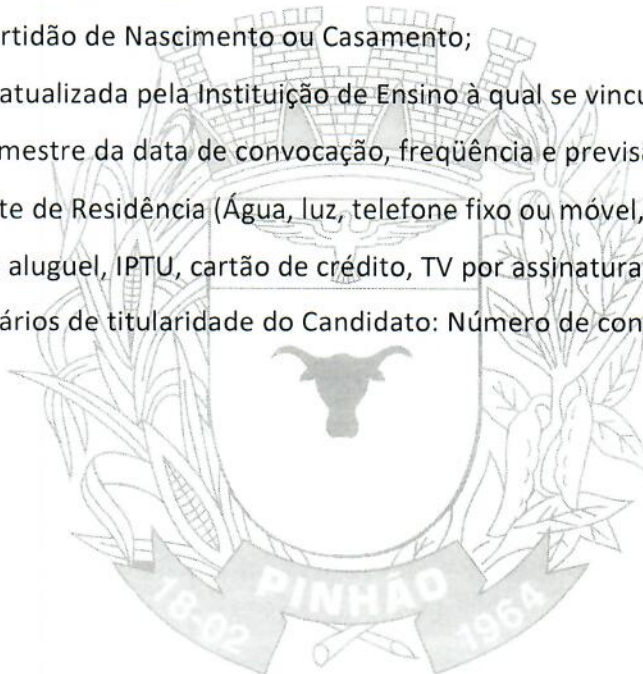 rtidão de Nascimento ou Casamento;
atualizada pela Instituição de Ensino à qual se vincu
mestre da data de convocação, freqüência e previsã
te de Residência (Água, luz, telefone fixo ou móvel,
aluguel, IPTU, cartão de crédito, TV por assinatura
ários de titularidade do Candidato: Número de con
18-02 PINHÃO 1964